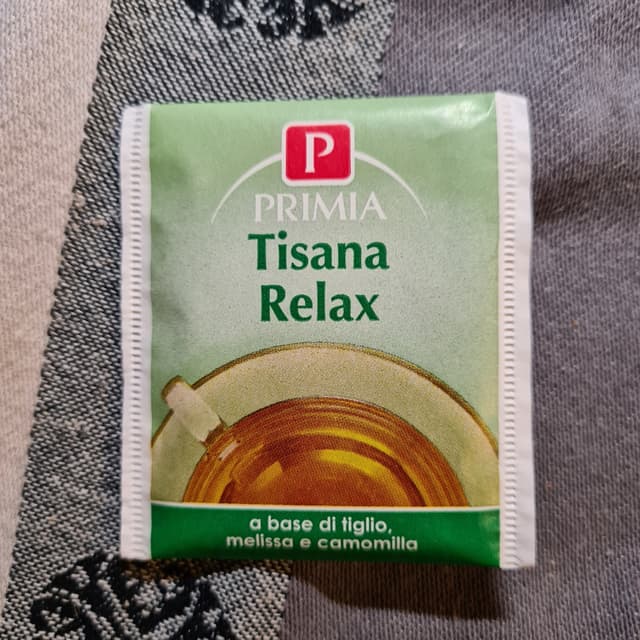 P
PRIMIA
Tisana
Relax
a base di tiglio,
melissa e camomilla